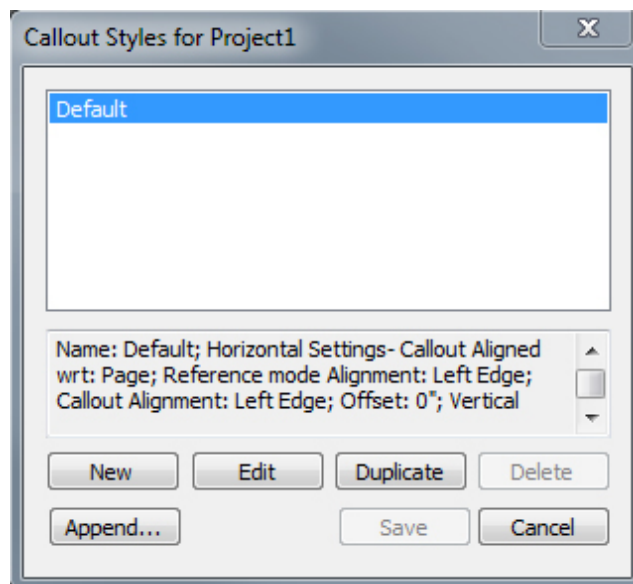 Callout Styles for Project1
Default
Name: Default; Horizontal Settings- Callout Aligned
wrt: Page; Reference mode Alignment: Left Edge;
Callout Alignment: Left Edge; Offset: 0"; Vertical
New Edit Duplicate Delete
Append... Save Cancel